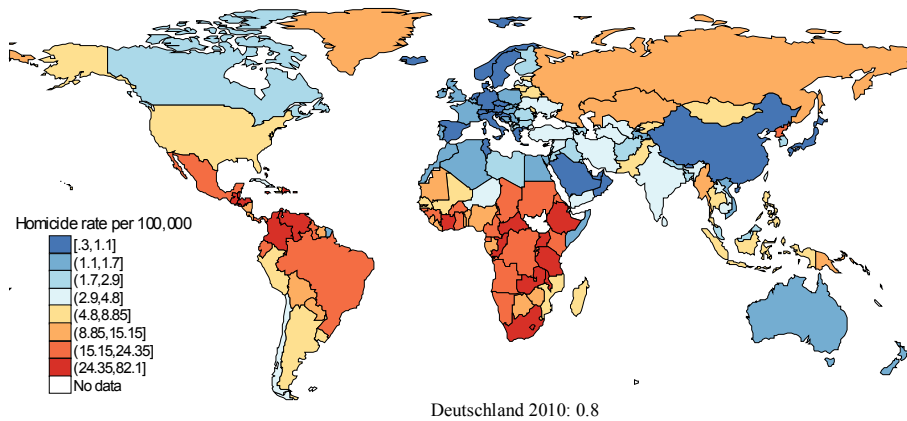 Homicide rate per 100,000
[.3,1.1]
(1.1,1.7]
(1.7,2.9]
(2.9,4.8]
(4.8,8.85]
(8.85,15.15]
(15.15,24.35]
(24.35,82.1]
No data
Deutschland 2010: 0.8